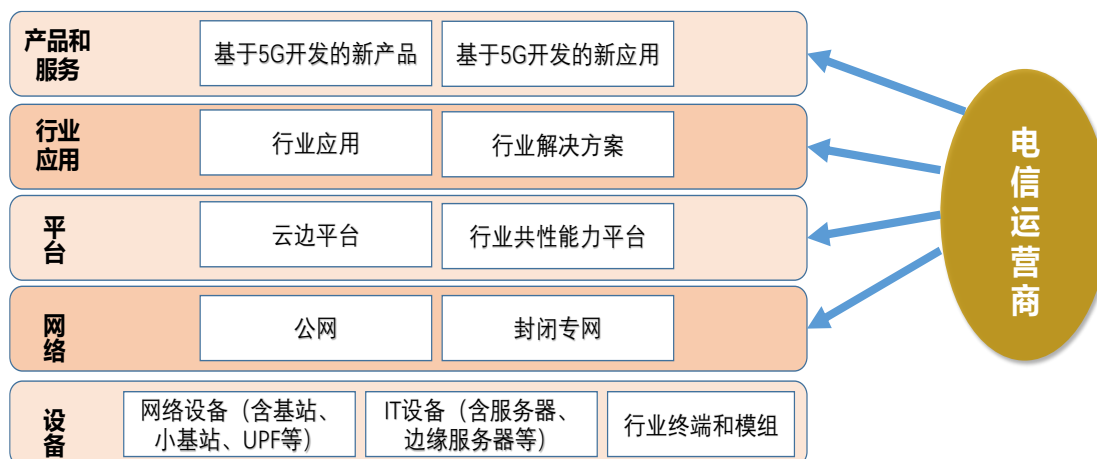 产品和
服务
基于5G开发的新产品
基于5G开发的新应用
行业
应用
行业应用
行业解决方案
平
台
云边平台
行业共性能力平台
网
络
公网
封闭专网
设
备
网络设备（含基站、
小基站、UPF等）
IT设备（含服务器、
边缘服务器等）
行业终端和模组
电
信
运
营
商